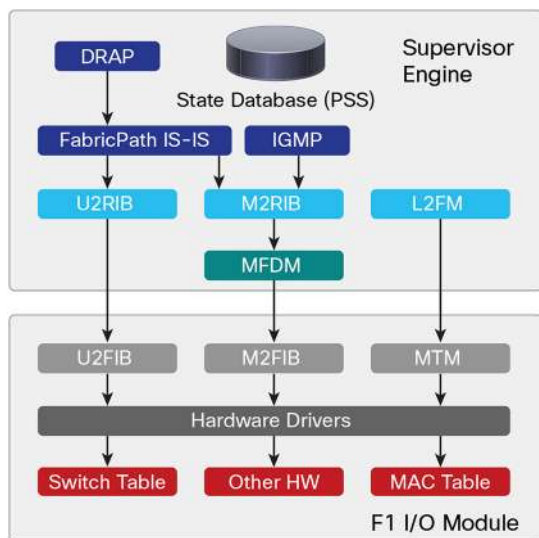 DRAP
Supervisor
Engine
State Database (PSS)
FabricPath IS-IS
IGMP
U2RIB
M2RIB
L2FM
MFDM
U2FIB
M2FIB
MTM
Hardware Drivers
Switch Table
Other HW
MAC Table
F1 I/O Module